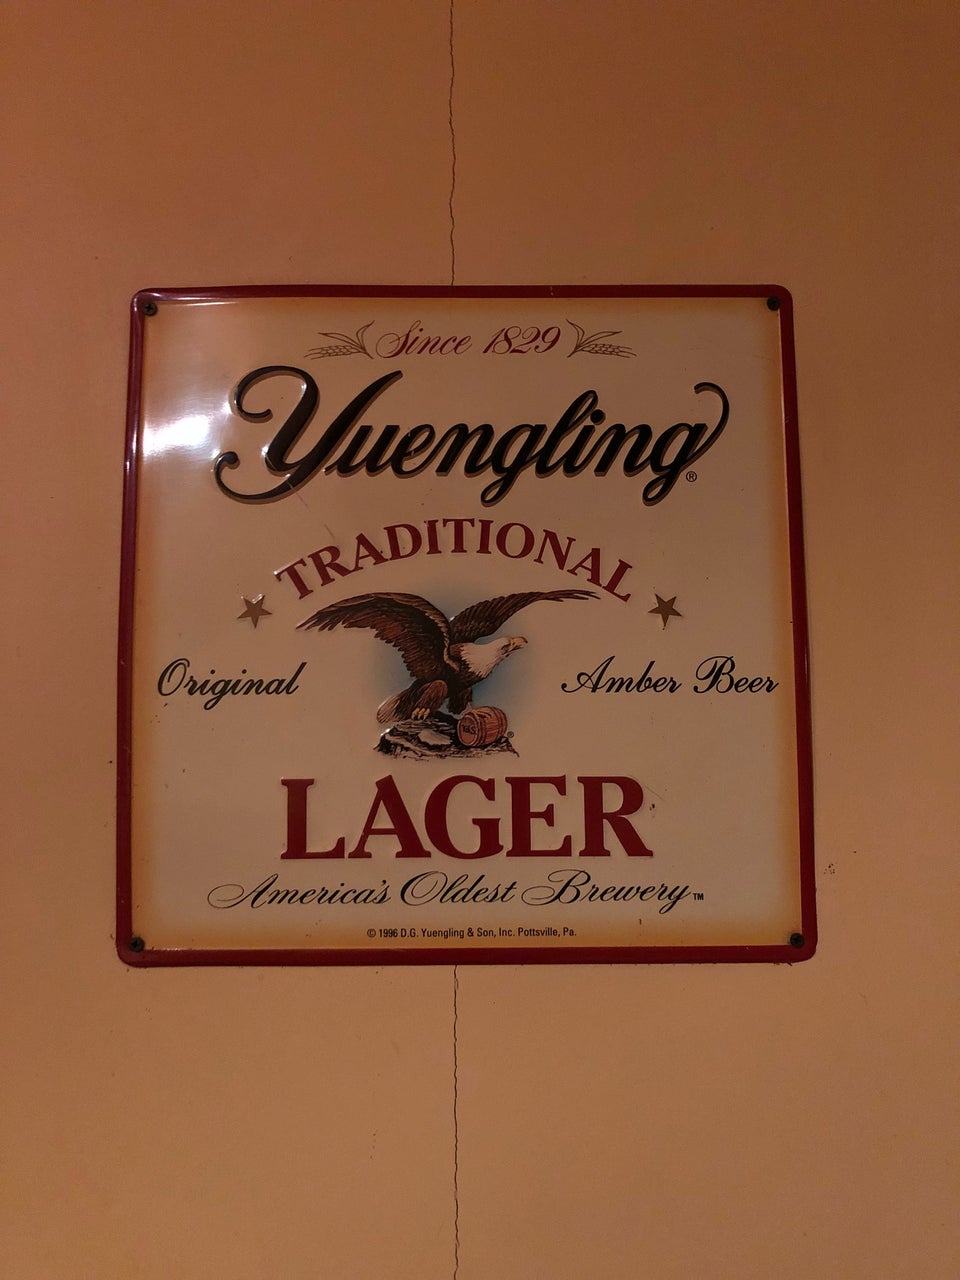 Since 1829
Yuengling®
TRADITIONAL
Original
Amber Beer
LAGER
America's Oldest Brewery™
© 1996 D.G. Yuengling & Son, Inc. Pottsville, Pa.